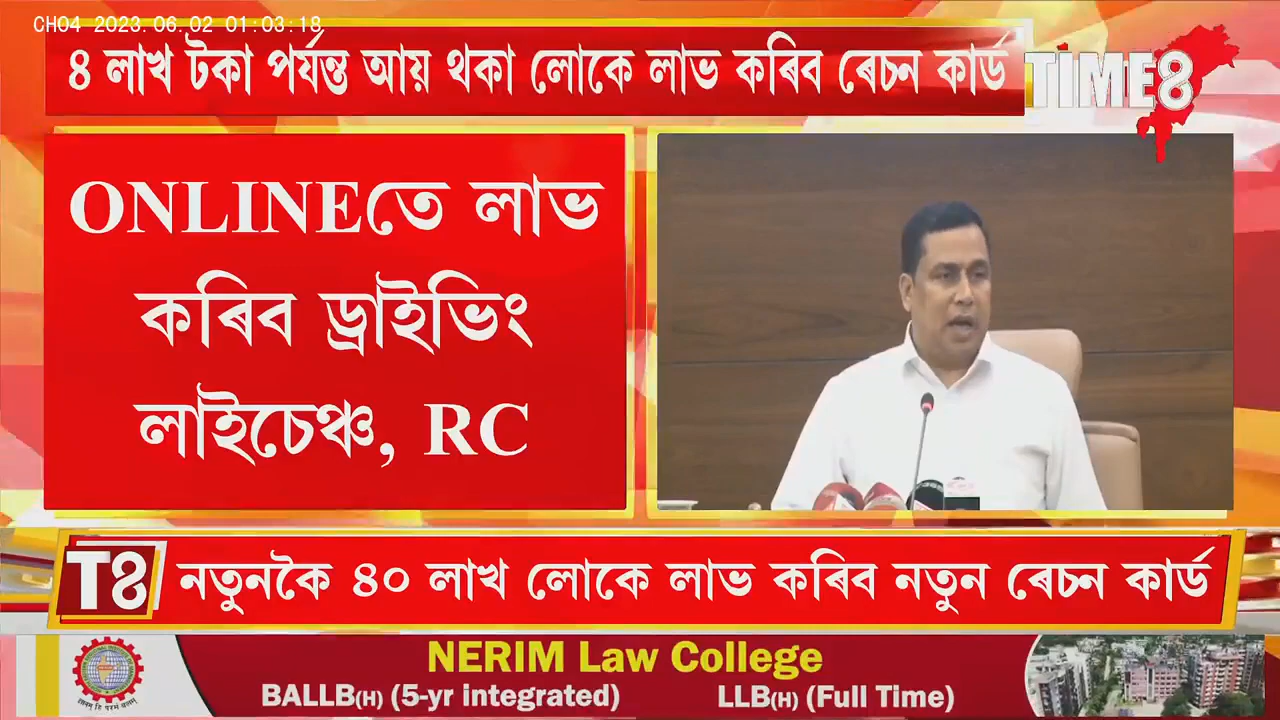 CH04 2023.06.02 01:03:18
৪ লাখ টকা পৰ্যন্ত আয় থকা লোকে লাভ কৰিব ৰেচন কাৰ্ড
TIME8
ONLINEতে লাভ
কৰিব ড্ৰাইভিং
লাইচেঞ্চ, RC
T8 নতুনকৈ ৪০ লাখ লোকে লাভ কৰিব নতুন ৰেচন কাৰ্ড
NERIM Law College
BALLB(H) (5-yr integrated) LLB(H) (Full Time)